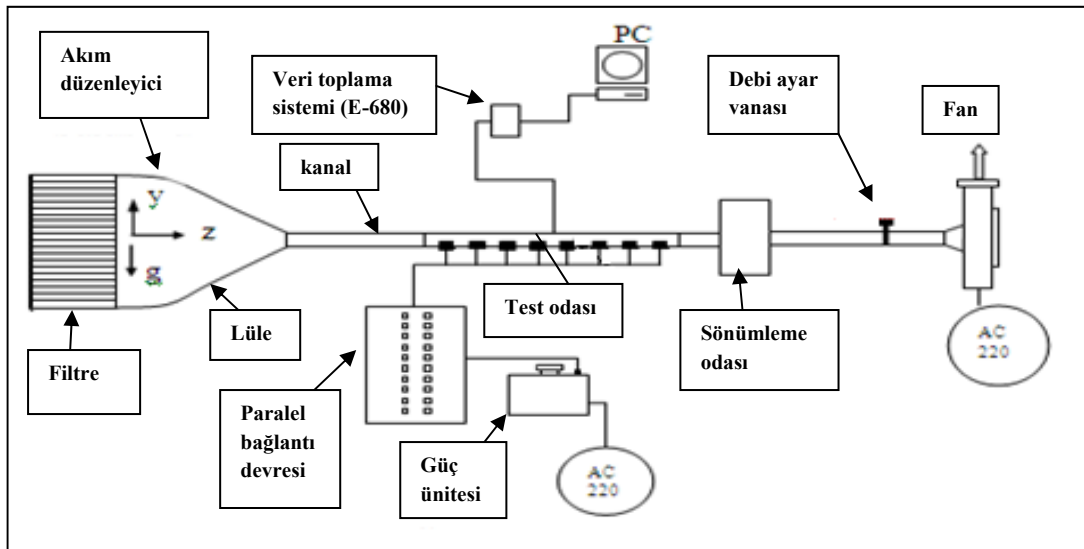 Akım
düzenleyici
Veri toplama
sistemi (E-680)
PC
Debi ayar
vanası
Fan
kanal
y
z
g
Filtre
Lüle
Test odası
Sönümleme
odası
Paralel
bağlantı
devresi
Güç
ünitesi
AC
220
AC
220